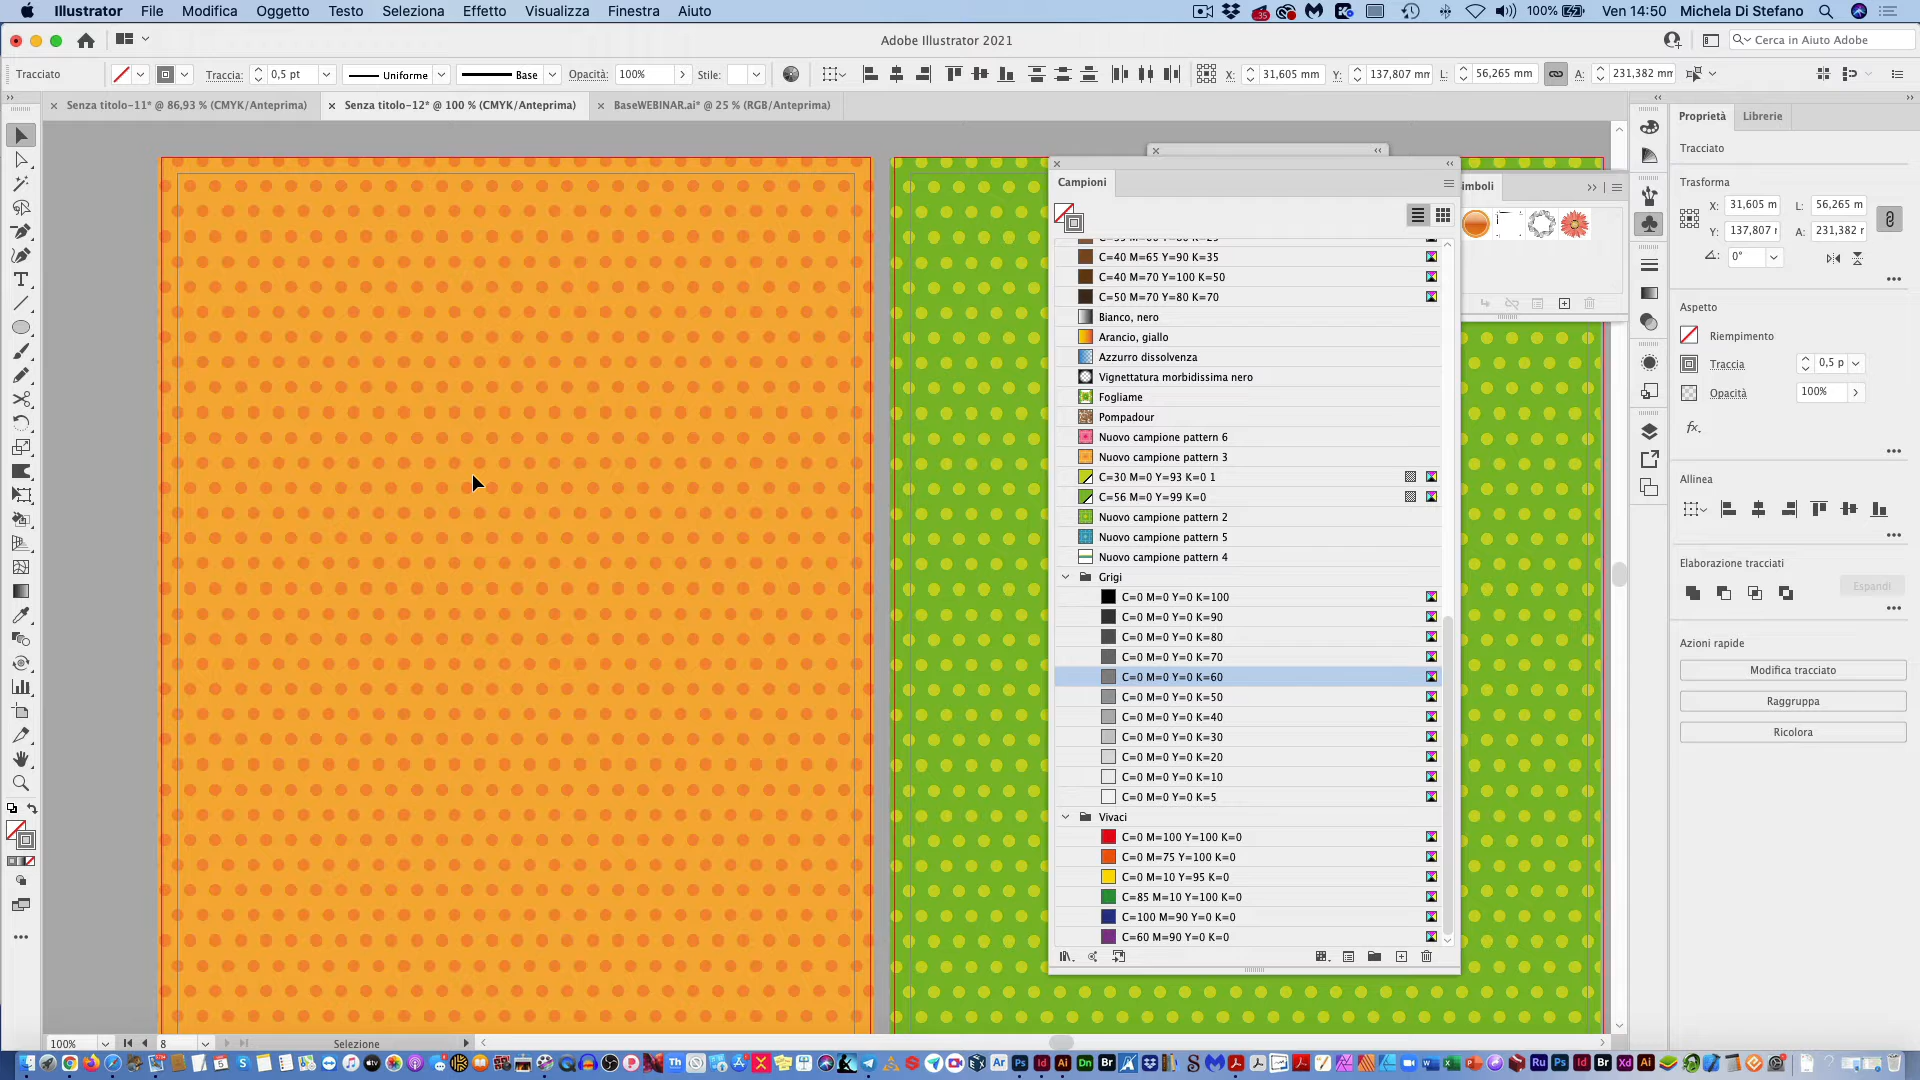 Illustrator File Modifica Oggetto Testo Seleziona Effetto Visualizza Finestra Aiuto 35 100% Ven 14:50 Michela Di Stefano
Adobe Illustrator 2021 Cerca in Aiuto Adobe
Tracciato Traccia: 0,5 pt Uniforme Base Opacità: 100% Stile: X: 31,605 mm Y: 137,807 mm L: 56,265 mm A: 231,382 mm
Senza titolo-11* @ 86,93 % (CMYK/Anteprima) Senza titolo-12* @ 100 % (CMYK/Anteprima) BaseWEBINAR.ai* @ 25 % (RGB/Anteprima)
Proprietà Librerie
Tracciato
Trasforma
X: 31,605 m L: 56,265 m
Y: 137,807 A: 231,382
0°
Aspetto
Riempimento
Traccia 0,5 p
Opacità 100%
fx.
Allinea
Elaborazione tracciati
Espandi
Azioni rapide
Modifica tracciato
Raggruppa
Ricolora
imboli
Campioni
C=40 M=65 Y=90 K=35
C=40 M=70 Y=100 K=50
C=50 M=70 Y=80 K=70
Bianco, nero
Arancio, giallo
Azzurro dissolvenza
Vignettatura morbidissima nero
Fogliame
Pompadour
Nuovo campione pattern 6
Nuovo campione pattern 3
C=30 M=0 Y=93 K=0 1
C=56 M=0 Y=99 K=0
Nuovo campione pattern 2
Nuovo campione pattern 5
Nuovo campione pattern 4
Grigi
C=0 M=0 Y=0 K=100
C=0 M=0 Y=0 K=90
C=0 M=0 Y=0 K=80
C=0 M=0 Y=0 K=70
C=0 M=0 Y=0 K=60
C=0 M=0 Y=0 K=50
C=0 M=0 Y=0 K=40
C=0 M=0 Y=0 K=30
C=0 M=0 Y=0 K=20
C=0 M=0 Y=0 K=10
C=0 M=0 Y=0 K=5
Vivaci
C=0 M=100 Y=100 K=0
C=0 M=75 Y=100 K=0
C=0 M=10 Y=95 K=0
C=85 M=10 Y=100 K=0
C=100 M=90 Y=0 K=0
C=60 M=90 Y=0 K=0
100% 8 Selezione